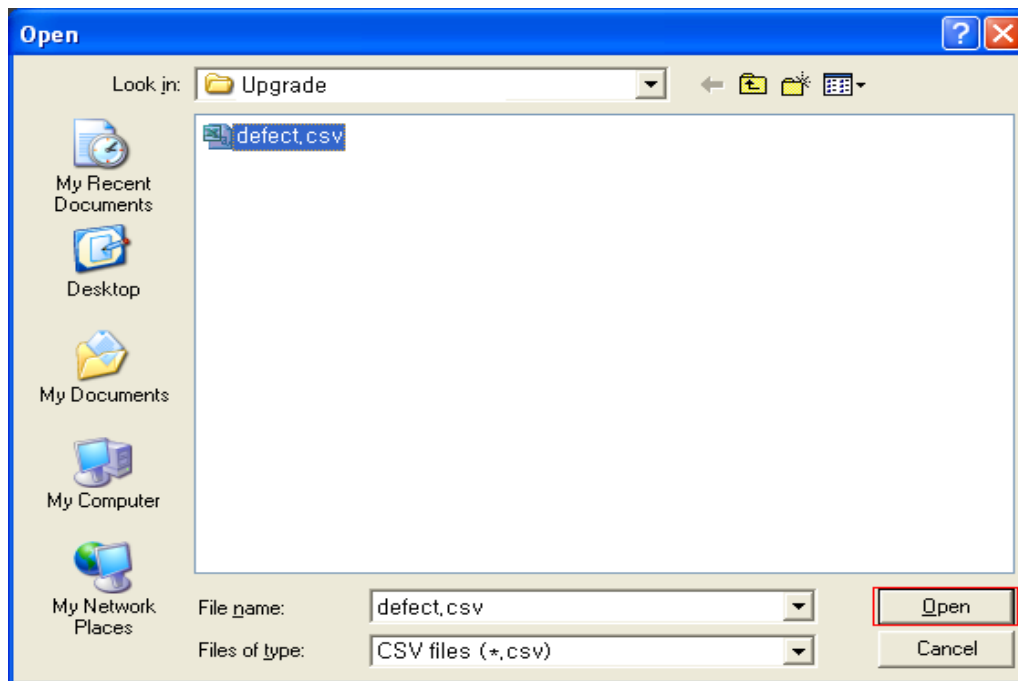 Open
Look in: Upgrade
defect,csv
My Recent
Documents
Desktop
My Documents
My Computer
My Network
Places
File name: defect,csv Open
Files of type: CSV files (*,csv) Cancel